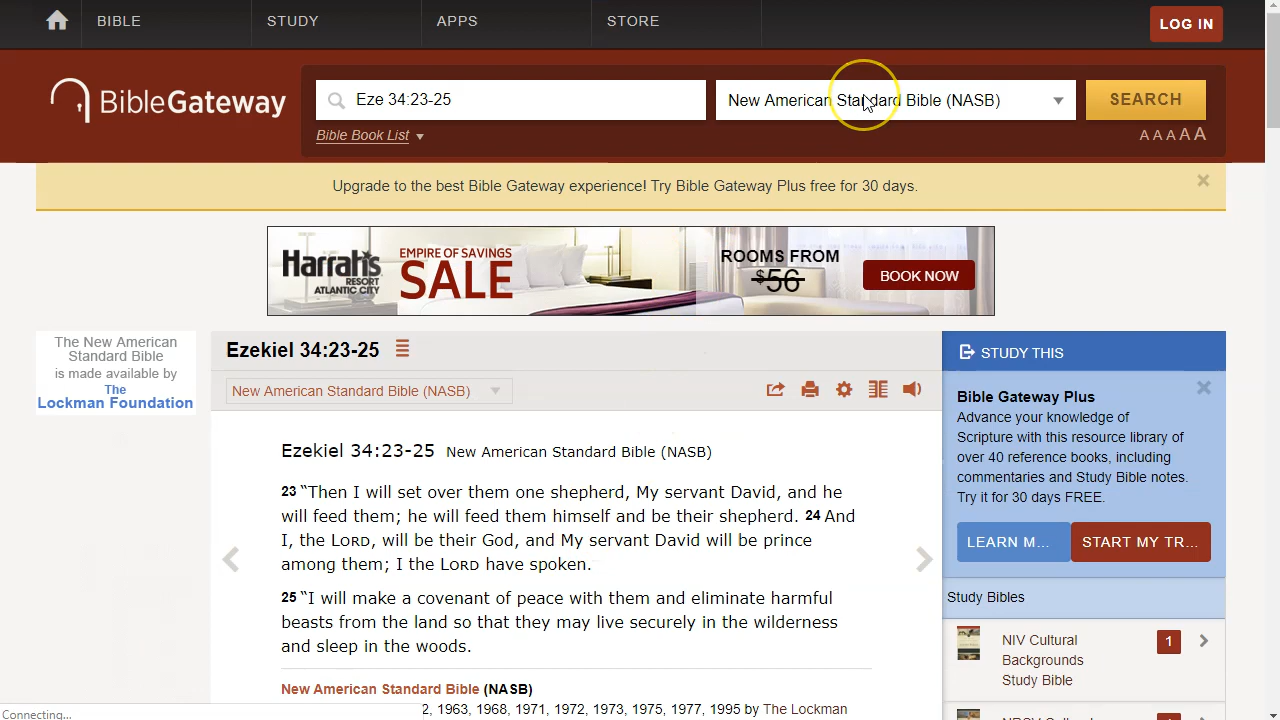 BIBLE STUDY APPS STORE LOG IN
BibleGateway
Eze 34:23-25
New American Standard Bible (NASB)
SEARCH
Bible Book List
A A A A A
Upgrade to the best Bible Gateway experience! Try Bible Gateway Plus free for 30 days.
Harrah's
RESORT
ATLANTIC CITY
EMPIRE OF SAVINGS
SALE
ROOMS FROM
$56
BOOK NOW
The New American
Standard Bible
is made available by
The
Lockman Foundation
Ezekiel 34:23-25
New American Standard Bible (NASB)
Ezekiel 34:23-25 New American Standard Bible (NASB)
23 “Then I will set over them one shepherd, My servant David, and he
will feed them; he will feed them himself and be their shepherd. 24 And
I, the LORD, will be their God, and My servant David will be prince
among them; I the LORD have spoken.
25 “I will make a covenant of peace with them and eliminate harmful
beasts from the land so that they may live securely in the wilderness
and sleep in the woods.
New American Standard Bible (NASB)
2, 1963, 1968, 1971, 1972, 1973, 1975, 1977, 1995 by The Lockman
STUDY THIS
Bible Gateway Plus
Advance your knowledge of
Scripture with this resource library of
over 40 reference books, including
commentaries and Study Bible notes.
Try it for 30 days FREE.
LEARN M...
START MY TR...
Study Bibles
NIV Cultural
Backgrounds
Study Bible
1
Connecting...